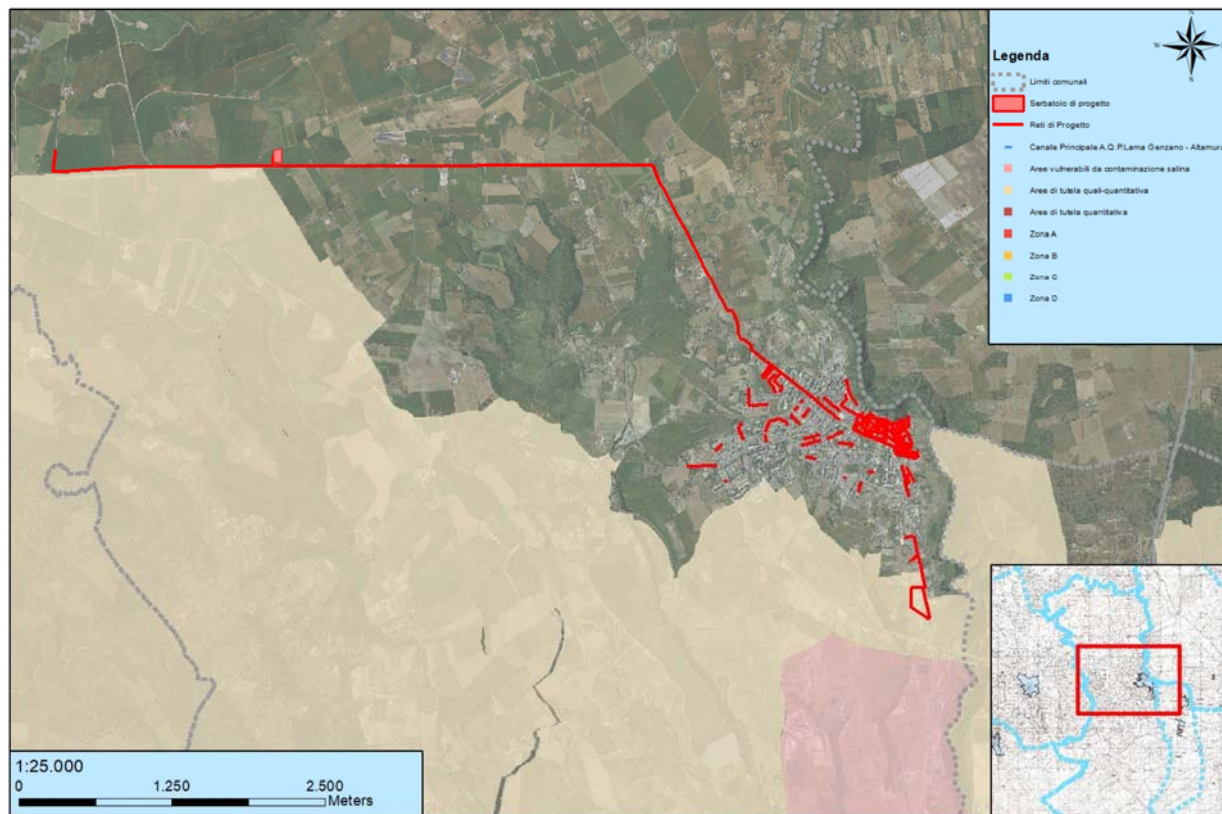 Legenda
N
W
E
S
Limiti comunali
Serbatoio di progetto
Reti di Progetto
Canale Principale A.Q.P.Lama Genzano - Altamura
Aree vulnerabili da contaminazione salina
Aree di tutela quali-quantitativa
Aree di tutela quantitativa
Zona A
Zona B
Zona C
Zona D
1:25.000
0 1.250 2.500
Meters